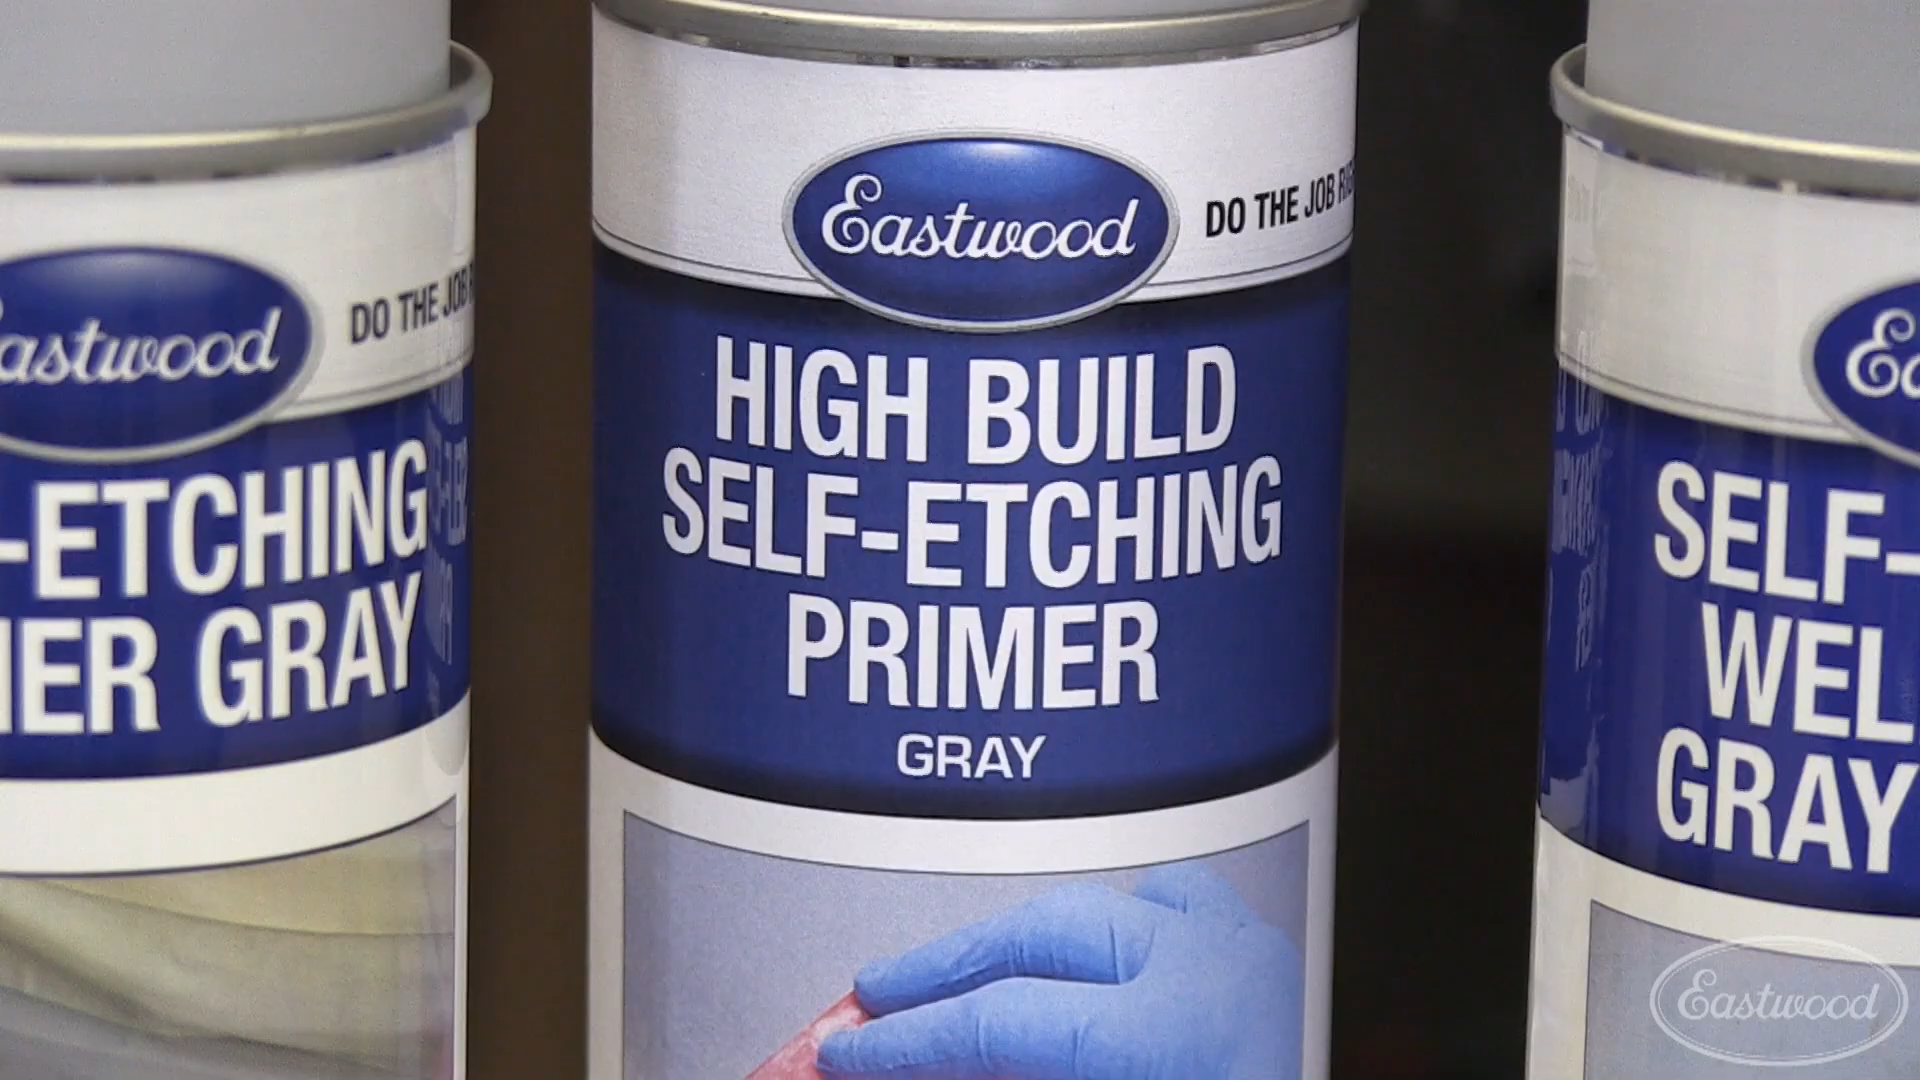 Eastwood
DO THE JOB
-ETCHING
ER GRAY
Eastwood
DO THE JOB
HIGH BUILD
SELF-ETCHING
PRIMER
GRAY
SELF-
WEL
GRAY
Eastwood